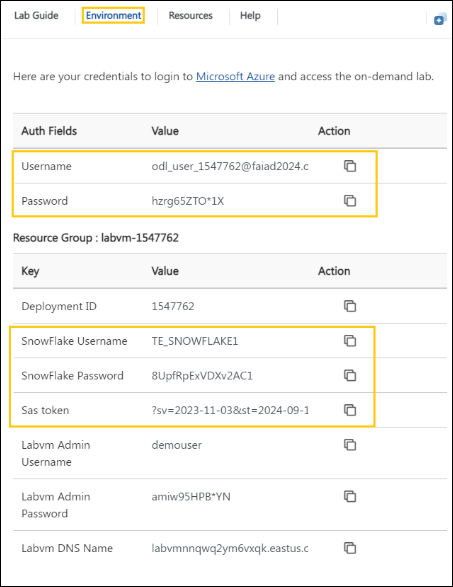 Lab Guide Environment Resources Help
Here are your credentials to login to Microsoft Azure and access the on-demand lab.
Auth Fields Value Action
Username odl_user_1547762@faiad2024.c
Password hzrg65ZTO*1X
Resource Group : labvm-1547762
Key Value Action
Deployment ID 1547762
SnowFlake Username TE_SNOWFLAKE1
SnowFlake Password 8UpfRpExVDXv2AC1
Sas token ?sv=2023-11-03&st=2024-09-1
Labvm Admin demouser
Username
Labvm Admin amiw95HPB*YN
Password
Labvm DNS Name labvmnnqwq2ym6vxqk.eastus.c